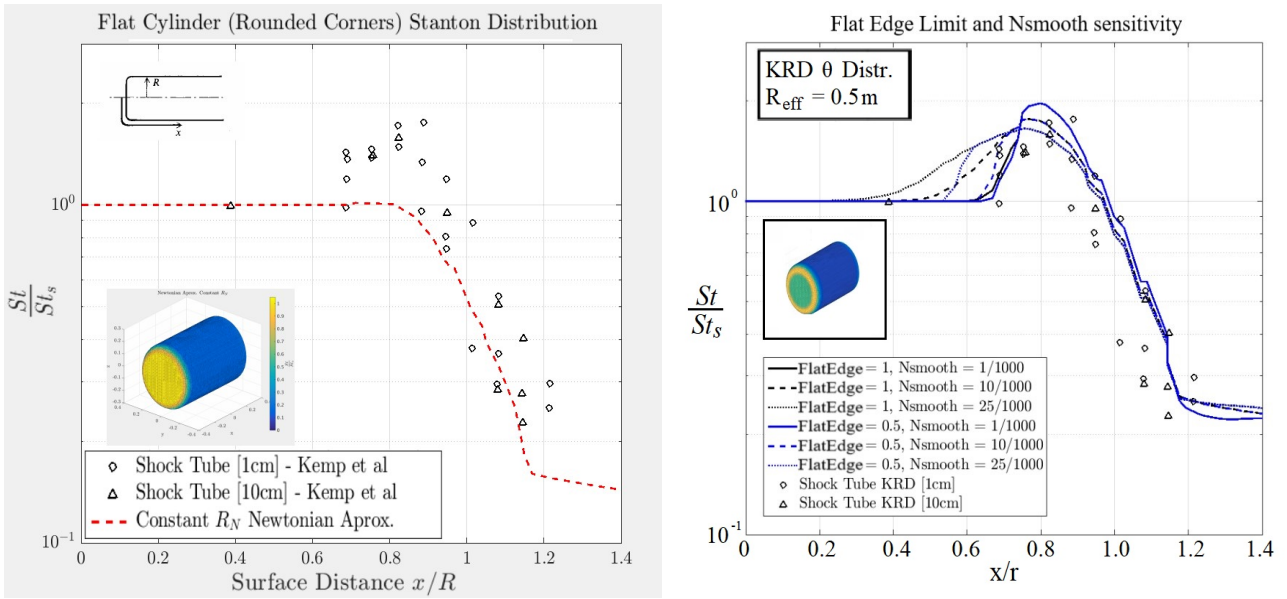 Flat Cylinder (Rounded Corners) Stanton Distribution
R
x
10^0
10^{-1}
St
St_s
Newtonian Aprox. Constant R_N
Shock Tube [1cm] - Kemp et al
Shock Tube [10cm] - Kemp et al
Constant R_N Newtonian Aprox.
0 0.2 0.4 0.6 0.8 1 1.2 1.4
Surface Distance x/R
Flat Edge Limit and Nsmooth sensitivity
KRD θ Distr.
R_eff = 0.5m
10^0
10^{-1}
St
St_s
FlatEdge = 1, Nsmooth = 1/1000
FlatEdge = 1, Nsmooth = 10/1000
FlatEdge = 1, Nsmooth = 25/1000
FlatEdge = 0.5, Nsmooth = 1/1000
FlatEdge = 0.5, Nsmooth = 10/1000
FlatEdge = 0.5, Nsmooth = 25/1000
Shock Tube KRD [1cm]
Shock Tube KRD [10cm]
0 0.2 0.4 0.6 0.8 1.0 1.2 1.4
x/r